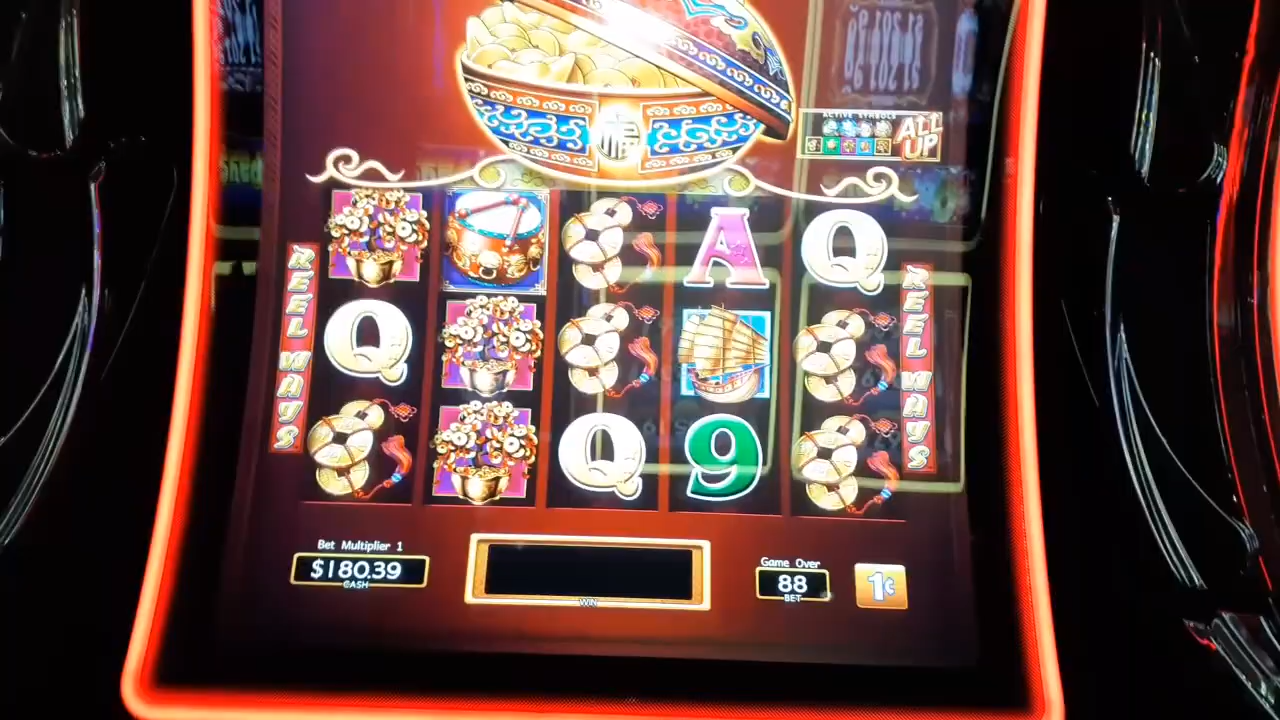 福
ACTIVE SYMBOLS
ALL
UP
A
Q
REEL WAYS
REEL WAYS
Q
Q
9
Bet Multiplier 1
$180.39
CASH
WIN
Game Over
88
BET
1¢